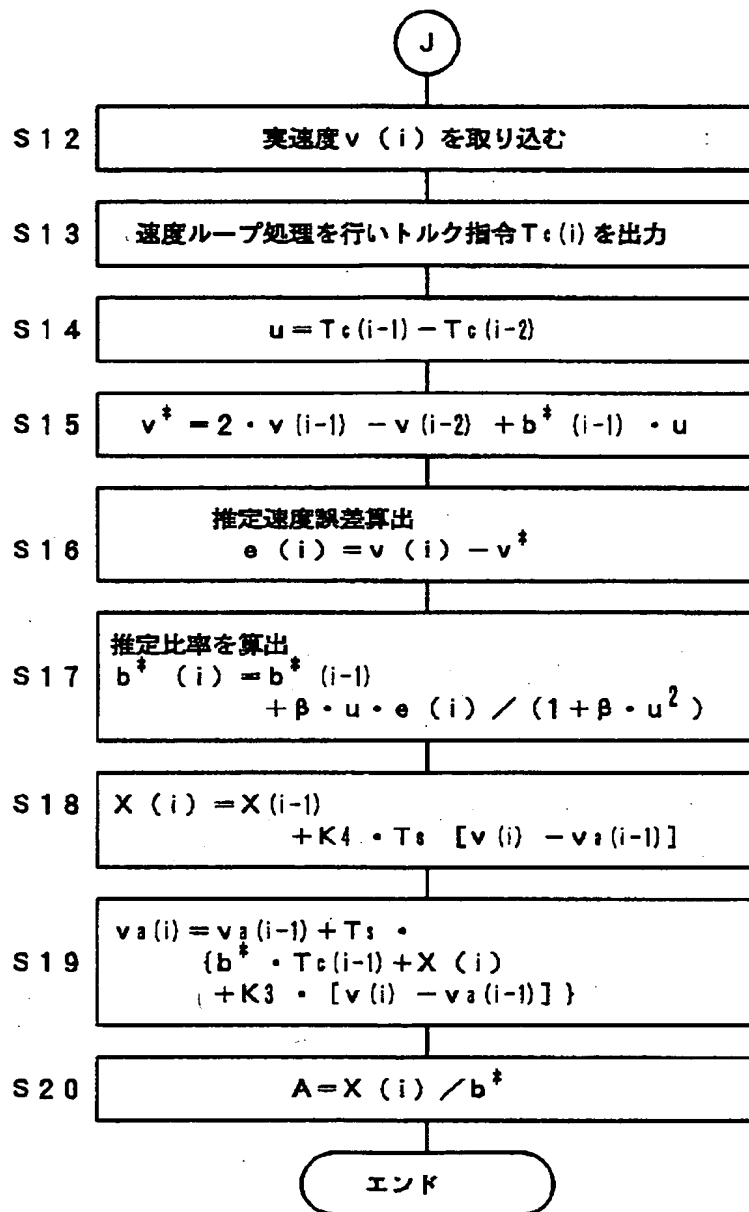 J
S12 実速度v (i) を取り込む
S13 速度ループ処理を行いトルク指令Tc(i)を出力
S14 u=Tc(i-1)-Tc(i-2)
S15 v* =2・v(i-1) -v(i-2) +b* (i-1) ・u
推定速度誤差算出
S16 e (i) =v (i) -v*
推定比率を算出
S17 b* (i) =b* (i-1)
+β・u・e (i) / (1+β・u²)
S18 X (i) =X(i-1)
+K4 ・Ts [v(i) -va(i-1)]
va(i)=va(i-1)+Ts・
S19 {b* ・Tc(i-1)+X (i)
+K3 ・ [v(i) -va(i-1)] }
S20 A=X (i) /b*
エンド